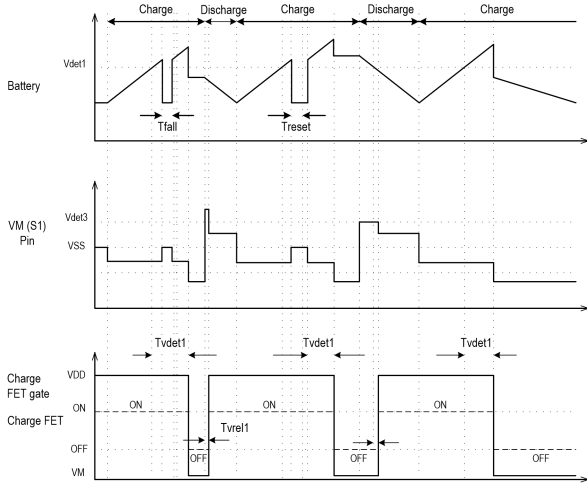 Charge Discharge Charge Discharge Charge
Vdet1
Battery
Tfall Treset
VM (S1)
Pin
Vdet3
VSS
Tvdet1 Tvdet1 Tvdet1
Charge
FET gate
VDD
ON
ON ON ON
Charge FET
Tvrel1
OFF
OFF OFF OFF
VM